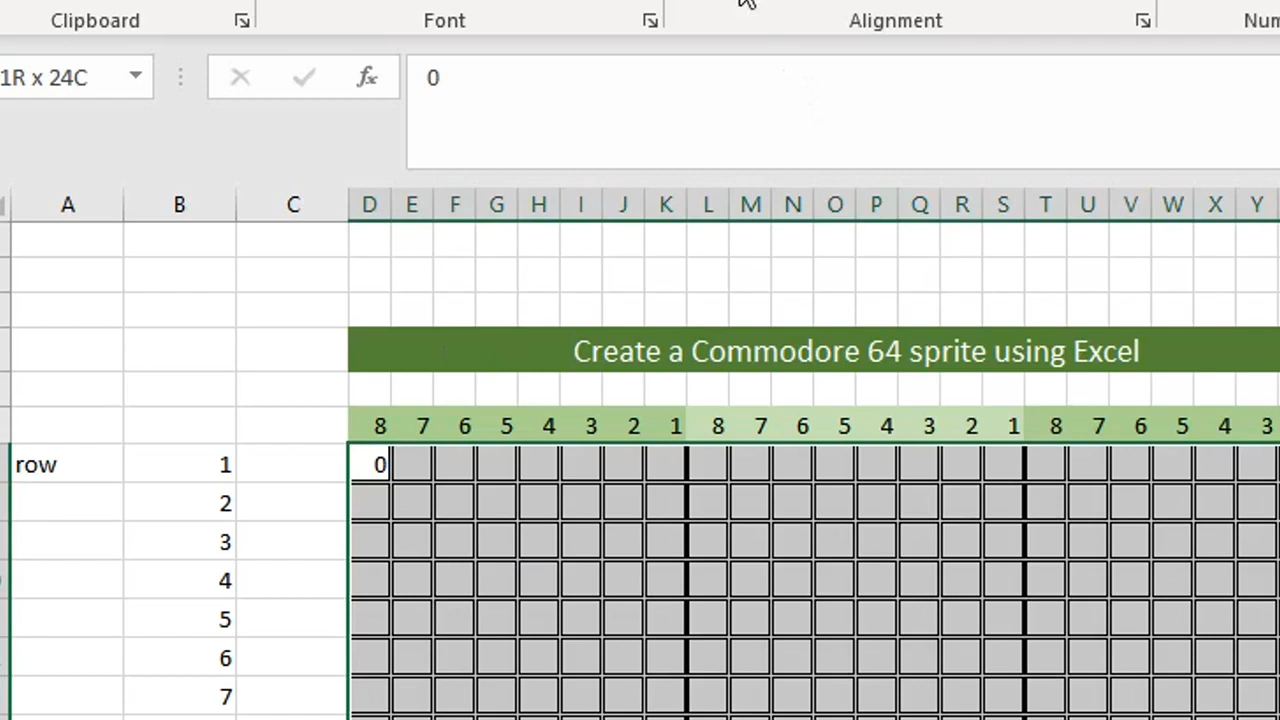 Clipboard Font Alignment Num
1R x 24C fx 0
A B C D E F G H I J K L M N O P Q R S T U V W X Y
Create a Commodore 64 sprite using Excel
8 7 6 5 4 3 2 1 8 7 6 5 4 3 2 1 8 7 6 5 4 3
row 1 0
2
3
4
5
6
7